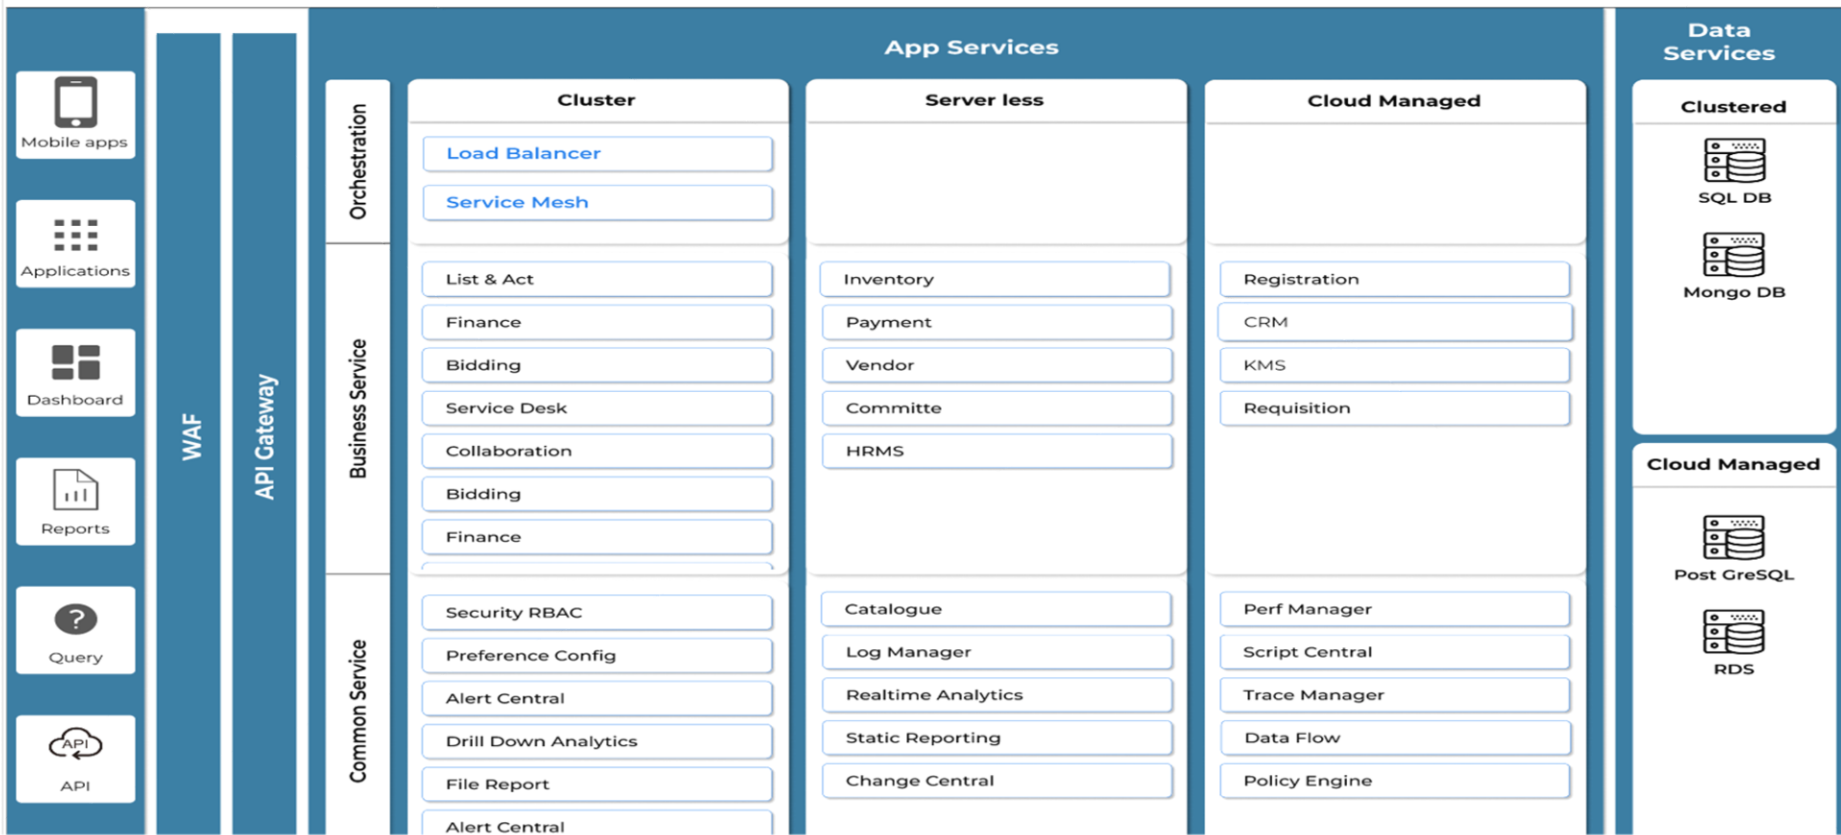 Mobile apps
Applications
Dashboard
Reports
Query
API
API
WAF
API Gateway
App Services
Orchestration
Business Service
Common Service
Cluster
Load Balancer
Service Mesh
List & Act
Finance
Bidding
Service Desk
Collaboration
Bidding
Finance
Security RBAC
Preference Config
Alert Central
Drill Down Analytics
File Report
Alert Central
Server less
Inventory
Payment
Vendor
Committe
HRMS
Catalogue
Log Manager
Realtime Analytics
Static Reporting
Change Central
Cloud Managed
Registration
CRM
KMS
Requisition
Perf Manager
Script Central
Trace Manager
Data Flow
Policy Engine
Data
Services
Clustered
SQL DB
Mongo DB
Cloud Managed
Post GreSQL
RDS